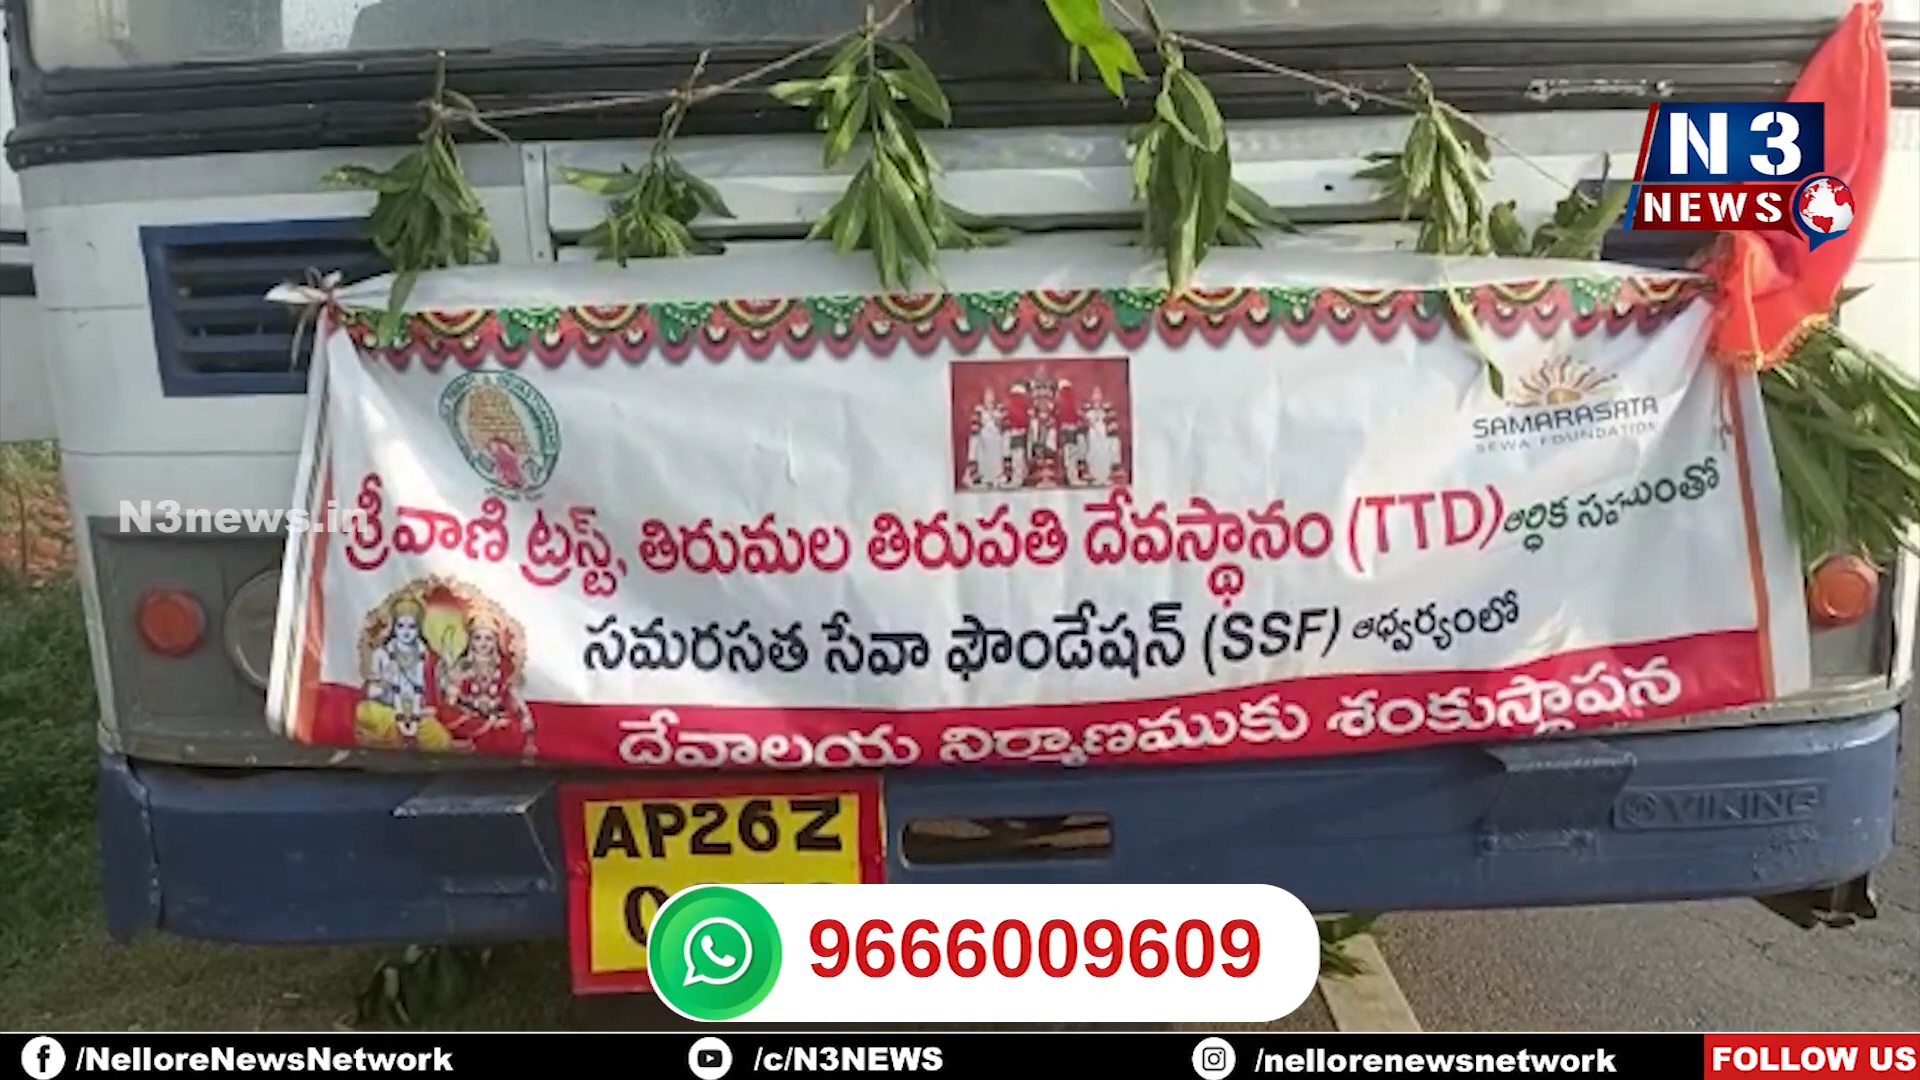 N3
NEWS
SAMARASATA
SEWA FOUNDATION
N3news.in
శ్రీవాణి ట్రస్ట్, తిరుమల తిరుపతి దేవస్థానం (TTD) ఆర్థిక సహాయంతో
సమరసత సేవా ఫౌండేషన్ (SSF) ఆధ్వర్యంలో
దేవాలయ నిర్మాణముకు శంకుస్థాపన
AP26Z
VIKING
9666009609
/NelloreNewsNetwork
/c/N3NEWS
/nellorenewsnetwork
FOLLOW US